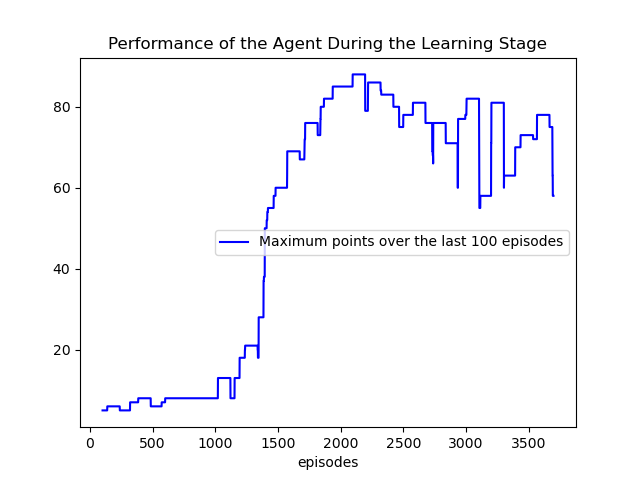 Performance of the Agent During the Learning Stage
80
60
Maximum points over the last 100 episodes
40
20
0 500 1000 1500 2000 2500 3000 3500
episodes